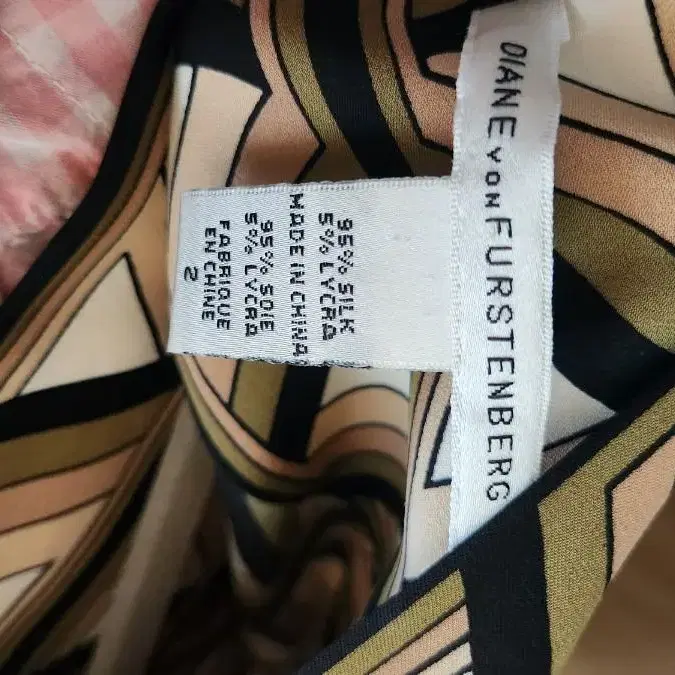 DIANE VON FURSTENBERG
95% SILK
5% LYCRA
MADE IN CHINA
95% SOIE
5% LYCRA
FABRIQUE
EN CHINE
2